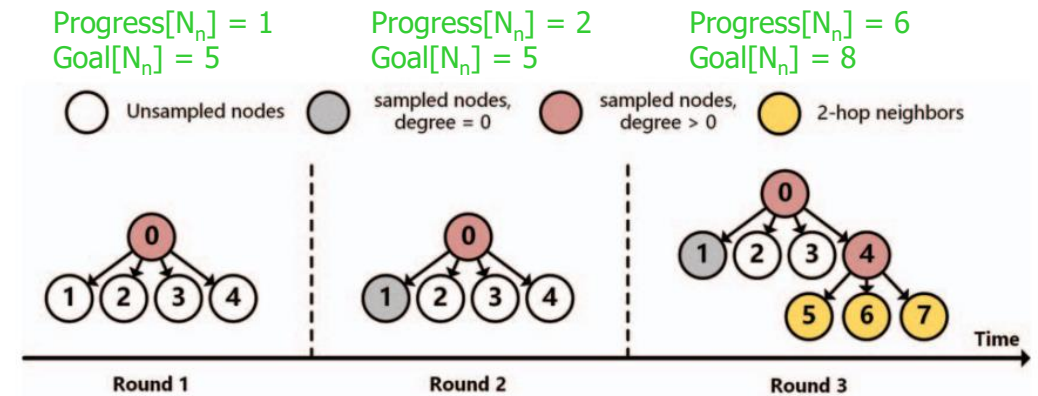 Progress[Nn] = 1
Goal[Nn] = 5
Progress[Nn] = 2
Goal[Nn] = 5
Progress[Nn] = 6
Goal[Nn] = 8
Unsampled nodes
sampled nodes,
degree = 0
sampled nodes,
degree > 0
2-hop neighbors
0
1 2 3 4
0
1 2 3 4
0
1 2 3 4
5 6 7
Time
Round 1
Round 2
Round 3